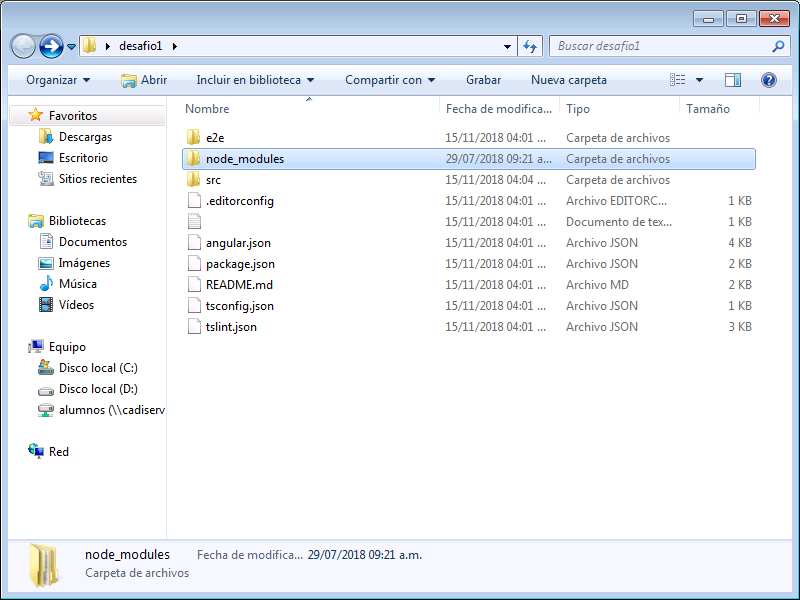 desafio1
Buscar desafio1
Organizar Abrir Incluir en biblioteca Compartir con Grabar Nueva carpeta
Favoritos
Descargas
Escritorio
Sitios recientes
Bibliotecas
Documentos
Imágenes
Música
Vídeos
Equipo
Disco local (C:)
Disco local (D:)
alumnos (\\cadiserv
Red
Nombre Fecha de modifica... Tipo Tamaño
e2e 15/11/2018 04:01 ... Carpeta de archivos
node_modules 29/07/2018 09:21 a... Carpeta de archivos
src 15/11/2018 04:04 ... Carpeta de archivos
.editorconfig 15/11/2018 04:01 ... Archivo EDITORC... 1 KB
15/11/2018 04:01 ... Documento de tex... 1 KB
angular.json 15/11/2018 04:01 ... Archivo JSON 4 KB
package.json 15/11/2018 04:01 ... Archivo JSON 2 KB
README.md 15/11/2018 04:01 ... Archivo MD 2 KB
tsconfig.json 15/11/2018 04:01 ... Archivo JSON 1 KB
tslint.json 15/11/2018 04:01 ... Archivo JSON 3 KB
node_modules Fecha de modifica... 29/07/2018 09:21 a.m.
Carpeta de archivos